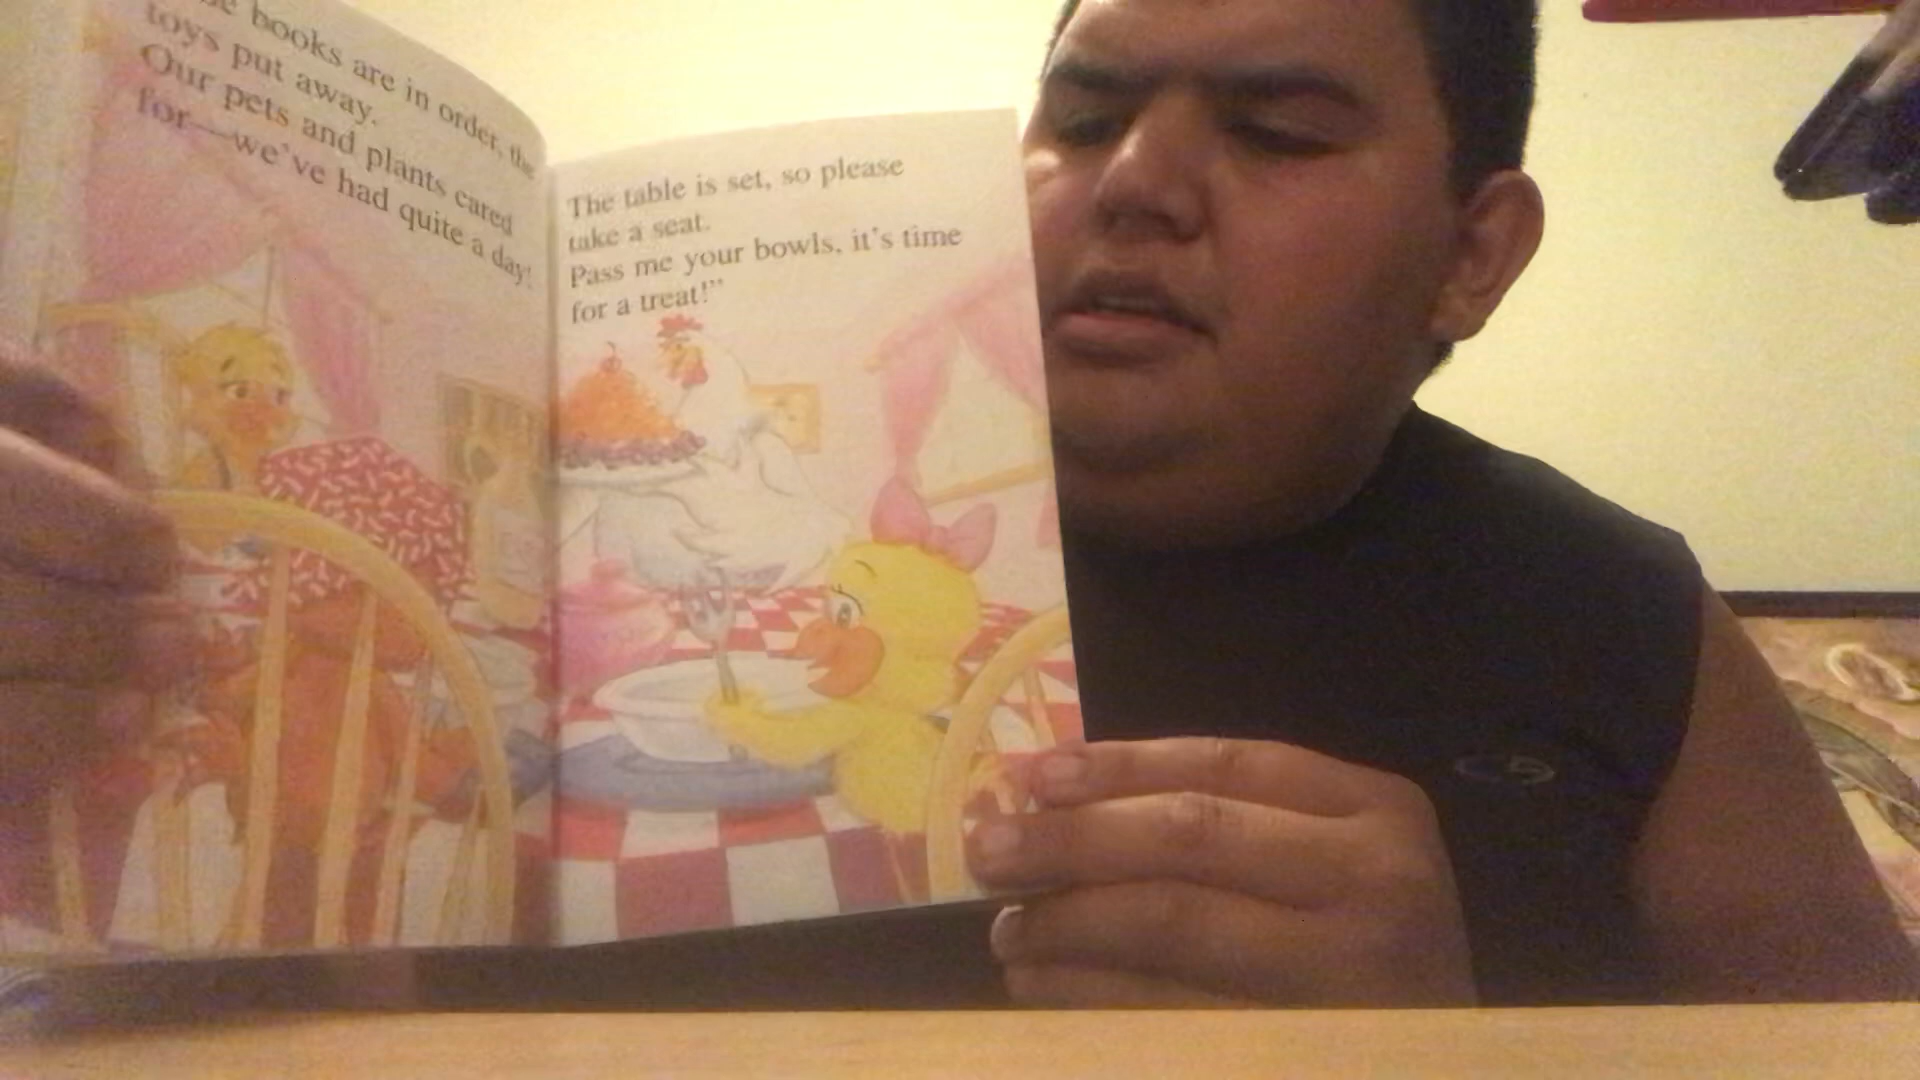 books are in order, the
toys put away.
Our pets and plants cared
for—we've had quite a day!
The table is set, so please
take a seat.
Pass me your bowls, it's time
for a treat!"